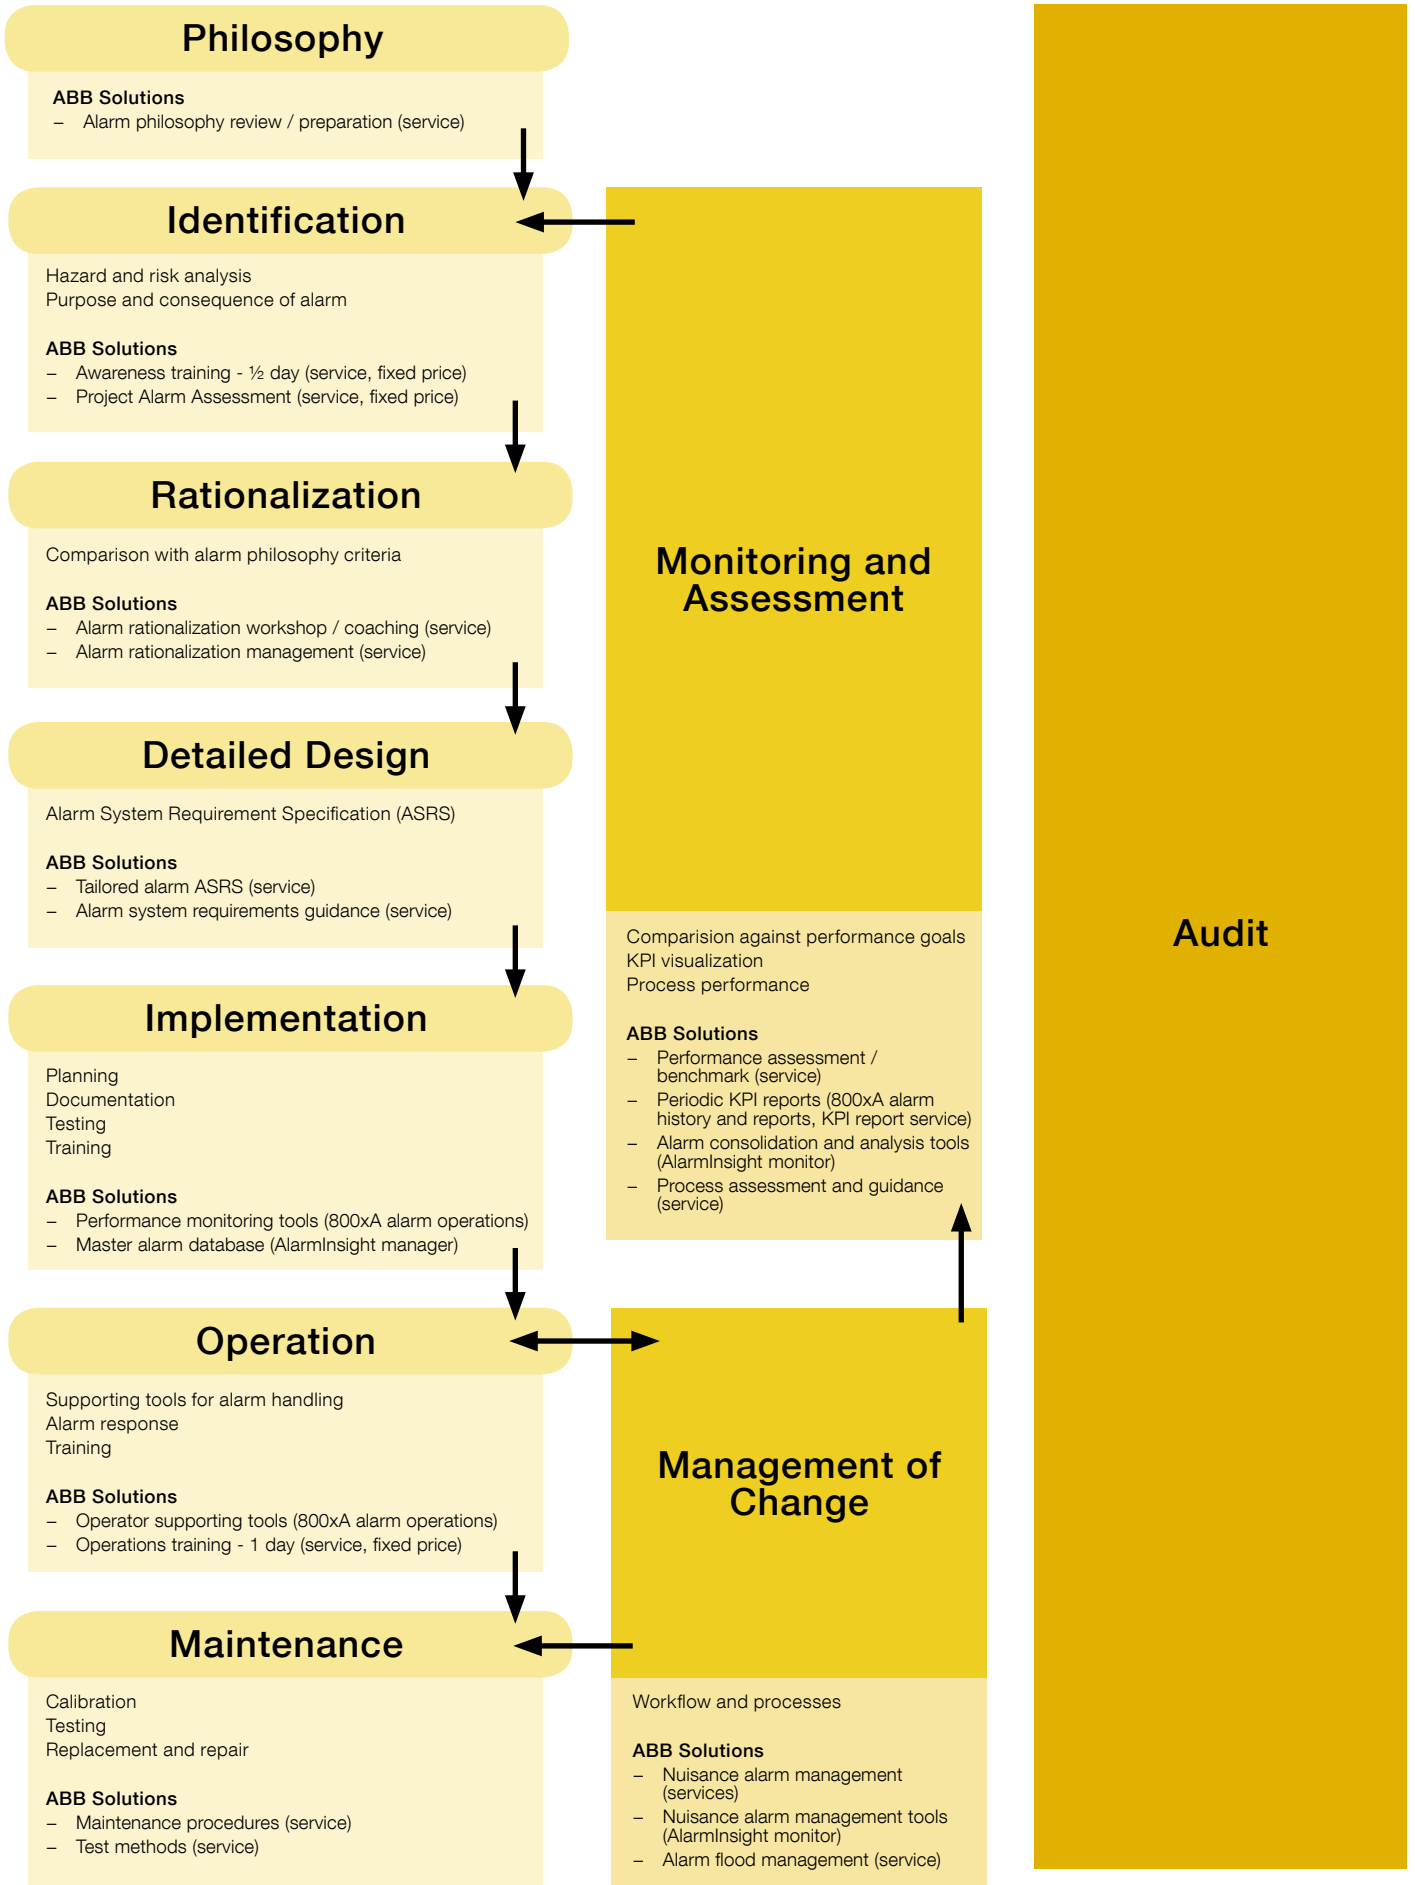 Philosophy
ABB Solutions
– Alarm philosophy review / preparation (service)
Identification
Hazard and risk analysis
Purpose and consequence of alarm
ABB Solutions
– Awareness training - ½ day (service, fixed price)
– Project Alarm Assessment (service, fixed price)
Rationalization
Comparison with alarm philosophy criteria
ABB Solutions
– Alarm rationalization workshop / coaching (service)
– Alarm rationalization management (service)
Detailed Design
Alarm System Requirement Specification (ASRS)
ABB Solutions
– Tailored alarm ASRS (service)
– Alarm system requirements guidance (service)
Implementation
Planning
Documentation
Testing
Training
ABB Solutions
– Performance monitoring tools (800xA alarm operations)
– Master alarm database (AlarmInsight manager)
Operation
Supporting tools for alarm handling
Alarm response
Training
ABB Solutions
– Operator supporting tools (800xA alarm operations)
– Operations training - 1 day (service, fixed price)
Maintenance
Calibration
Testing
Replacement and repair
ABB Solutions
– Maintenance procedures (service)
– Test methods (service)
Monitoring and
Assessment
Comparision against performance goals
KPI visualization
Process performance
ABB Solutions
– Performance assessment /
benchmark (service)
– Periodic KPI reports (800xA alarm
history and reports, KPI report service)
– Alarm consolidation and analysis tools
(AlarmInsight monitor)
– Process assessment and guidance
(service)
Management of
Change
Workflow and processes
ABB Solutions
– Nuisance alarm management
(services)
– Nuisance alarm management tools
(AlarmInsight monitor)
– Alarm flood management (service)
Audit